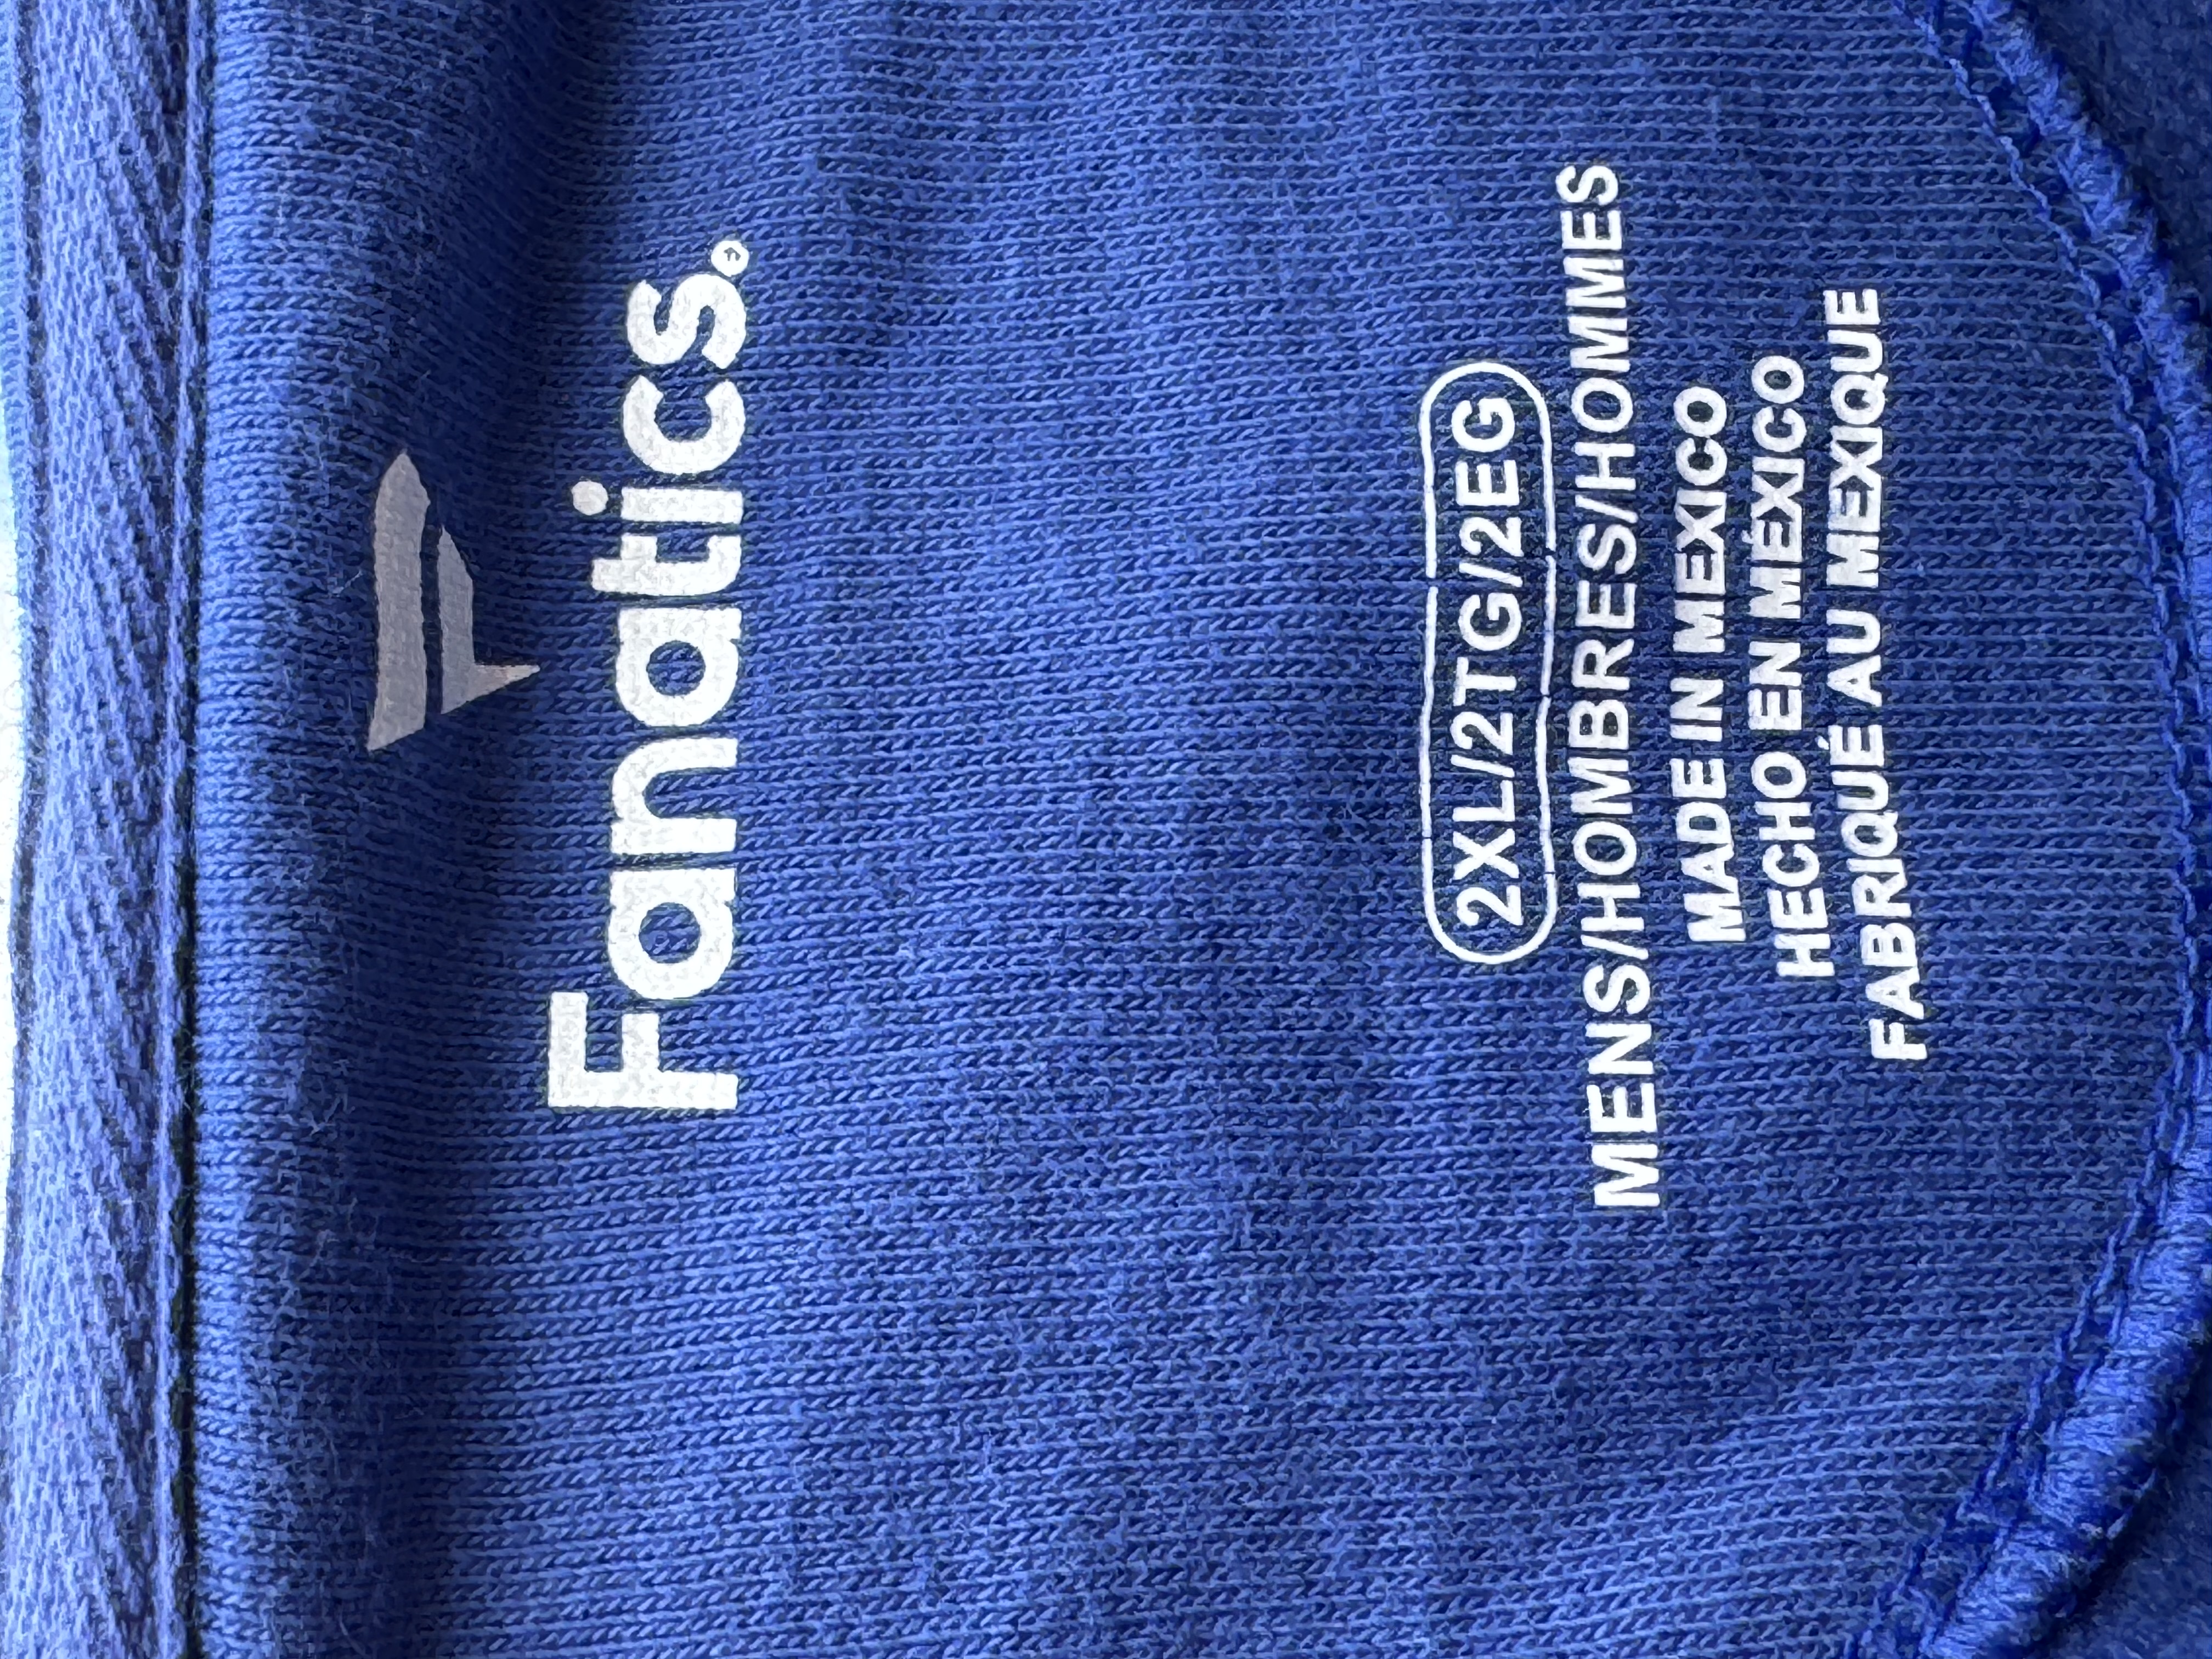 Fanatics®
2XL/2TG/2EG
MENS/HOMBRES/HOMMES
MADE IN MEXICO
HECHO EN MÉXICO
FABRIQUÉ AU MEXIQUE